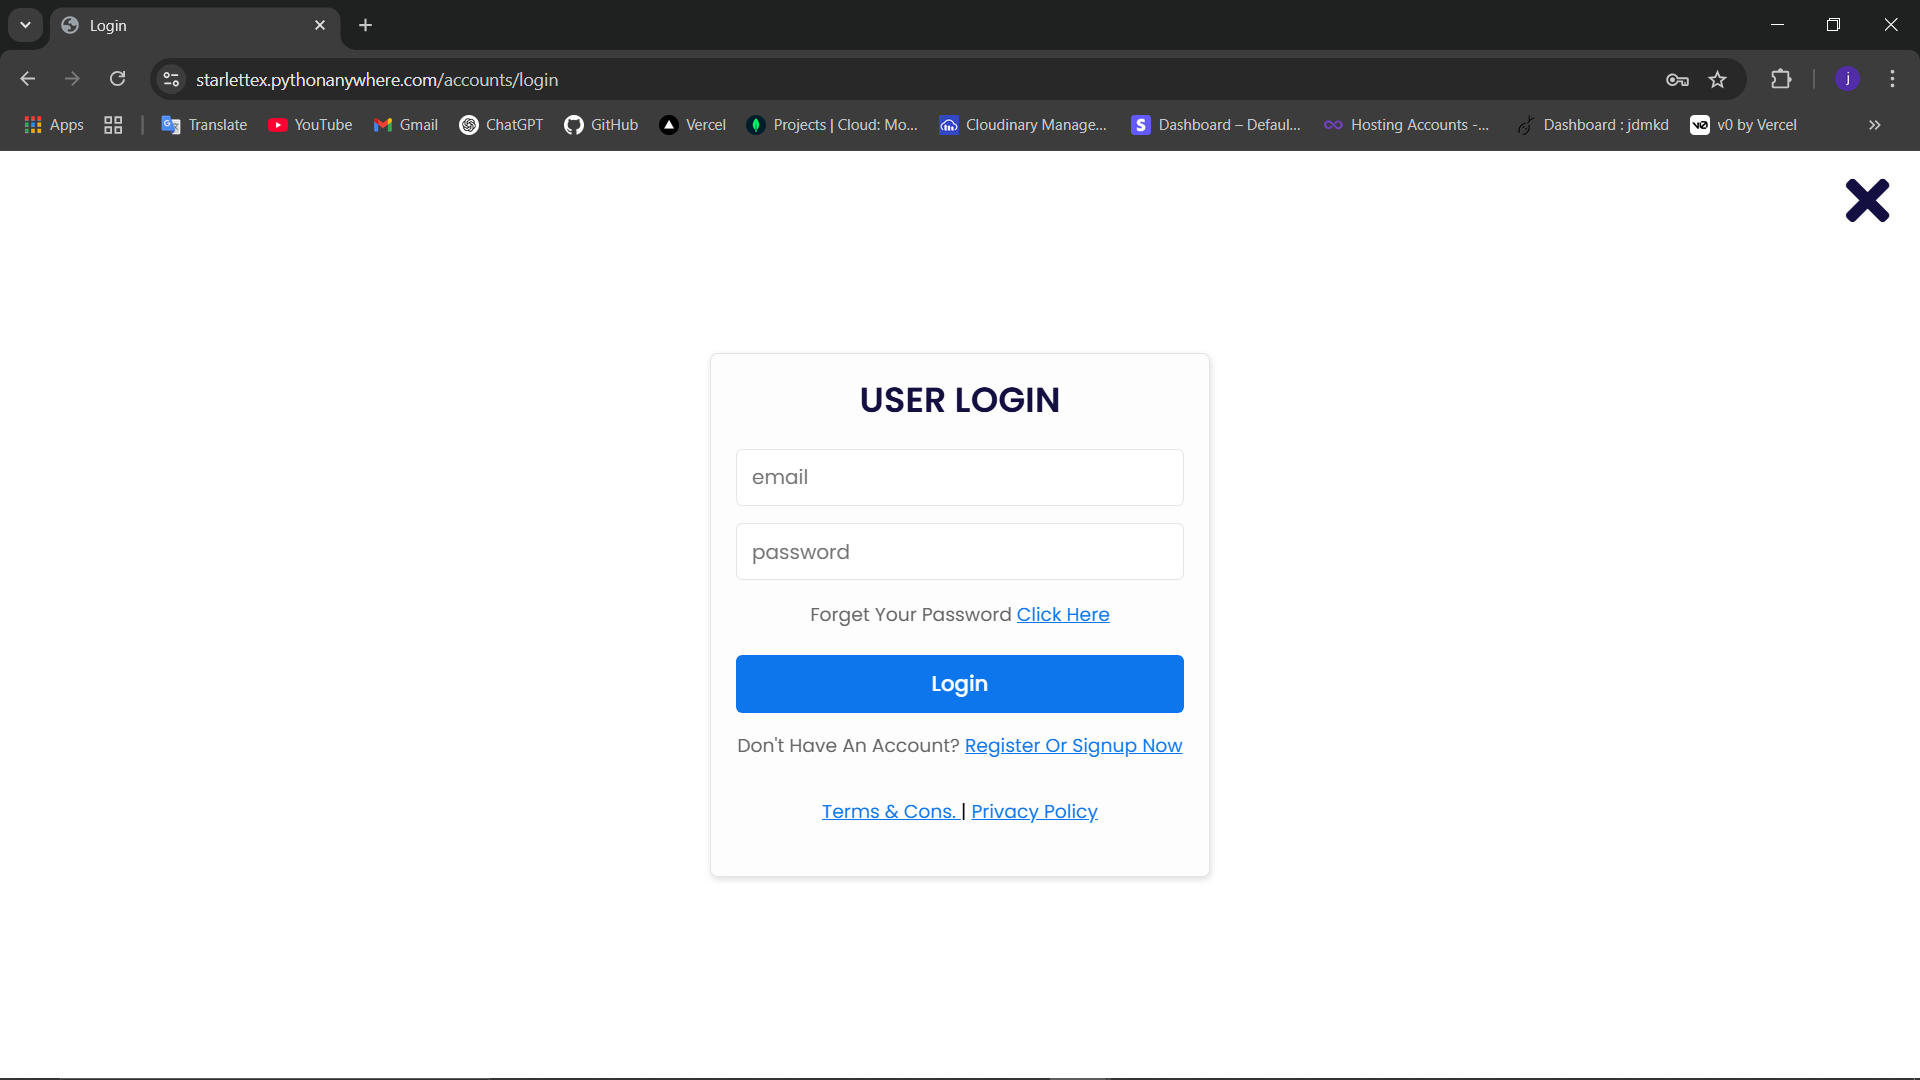 Login
starlettex.pythonanywhere.com/accounts/login
j
Apps
Translate
YouTube
Gmail
ChatGPT
GitHub
Vercel
Projects | Cloud: Mo...
Cloudinary Manage...
S
Dashboard – Defaul...
Hosting Accounts -...
Dashboard : jdmkd
v0 by Vercel
USER LOGIN
email
password
Forget Your Password Click Here
Login
Don't Have An Account? Register Or Signup Now
Terms & Cons. | Privacy Policy